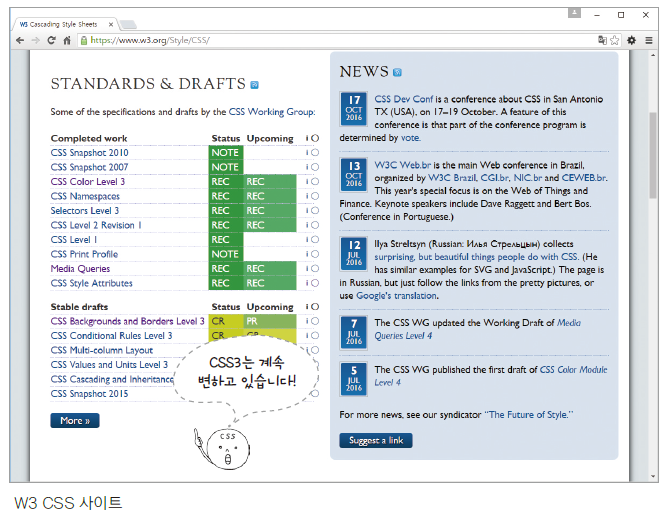 W3 Cascading Style Sheets
https://www.w3.org/Style/CSS/
STANDARDS & DRAFTS
Some of the specifications and drafts by the CSS Working Group:
Completed work Status Upcoming i O
CSS Snapshot 2010 NOTE i O
CSS Snapshot 2007 NOTE i O
CSS Color Level 3 REC REC i O
CSS Namespaces REC REC i O
Selectors Level 3 REC REC i O
CSS Level 2 Revision 1 REC REC i O
CSS Level 1 REC i O
CSS Print Profile NOTE i O
Media Queries REC REC i O
CSS Style Attributes REC REC i O
Stable drafts Status Upcoming i O
CSS Backgrounds and Borders Level 3 CR PR i O
CSS Conditional Rules Level 3 CR CR i O
CSS Multi-column Layout
CSS Values and Units Level 3
CSS Cascading and Inheritance
CSS Snapshot 2015
More »
CSS3는 계속
변하고 있습니다!
CSS
NEWS
17 OCT 2016
CSS Dev Conf is a conference about CSS in San Antonio
TX (USA), on 17–19 October. A feature of this
conference is that part of the conference program is
determined by vote.
13 OCT 2016
W3C Web.br is the main Web conference in Brazil,
organized by W3C Brazil, CGI.br, NIC.br and CEWEB.br.
This year's special focus is on the Web of Things and
Finance. Keynote speakers include Dave Raggett and Bert Bos.
(Conference in Portuguese.)
12 JUL 2016
Ilya Streltsyn (Russian: Илья Стрельцын) collects
surprising, but beautiful things people do with CSS. (He
has similar examples for SVG and JavaScript.) The page is
in Russian, but just follow the links from the pretty pictures, or
use Google's translation.
7 JUL 2016
The CSS WG updated the Working Draft of Media
Queries Level 4
5 JUL 2016
The CSS WG published the first draft of CSS Color Module
Level 4
For more news, see our syndicator “The Future of Style.”
Suggest a link
W3 CSS 사이트